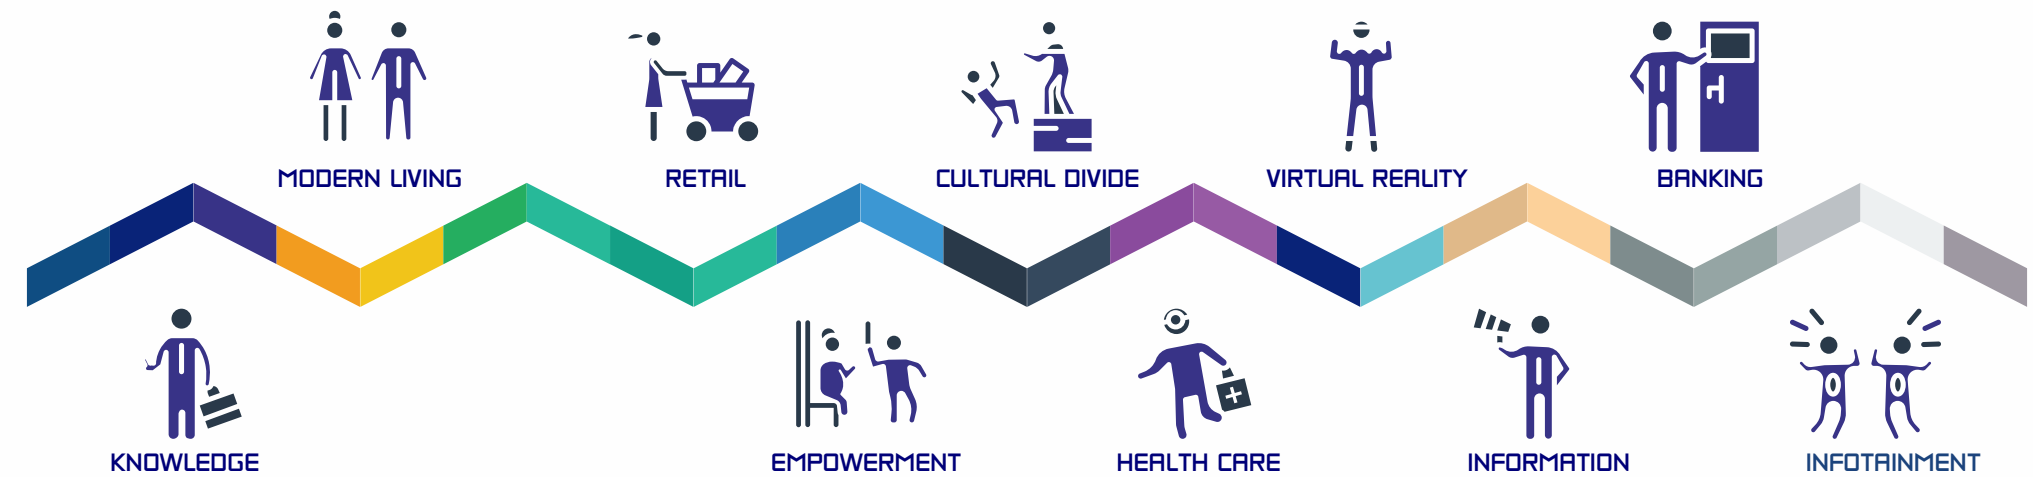 MODERN LIVING
RETAIL
CULTURAL DIVIDE
VIRTUAL REALITY
BANKING
KNOWLEDGE
EMPOWERMENT
HEALTH CARE
INFORMATION
INFOTAINMENT